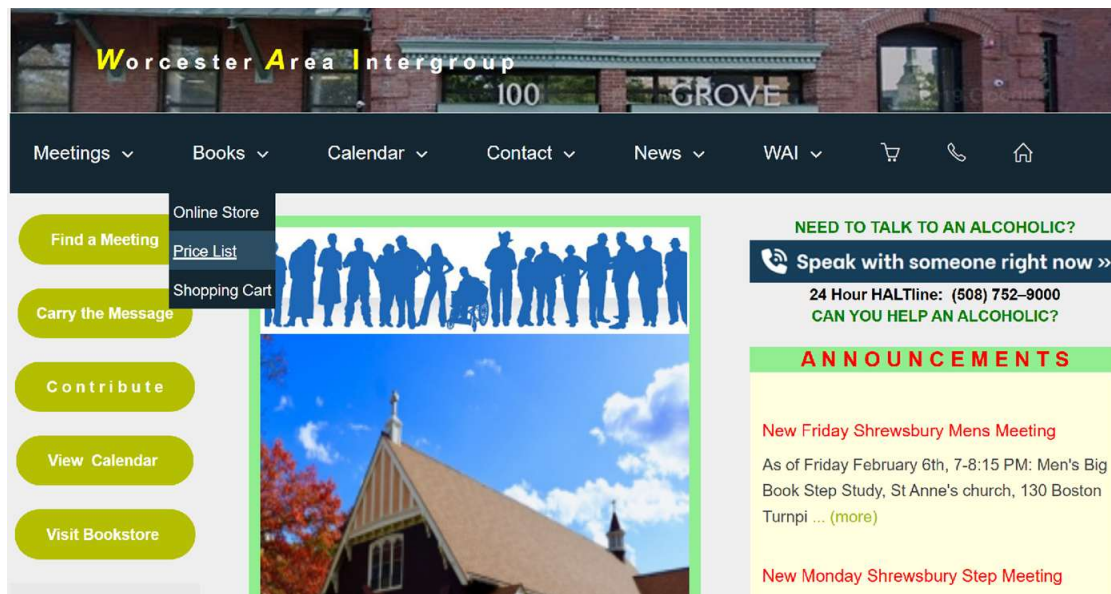 Worcester Area Intergroup
100 GROVE
Meetings Books Calendar Contact News WAI
Online Store
Price List
Shopping Cart
Find a Meeting
Carry the Message
Contribute
View Calendar
Visit Bookstore
NEED TO TALK TO AN ALCOHOLIC?
Speak with someone right now »
24 Hour HALTline: (508) 752–9000
CAN YOU HELP AN ALCOHOLIC?
ANNOUNCEMENTS
New Friday Shrewsbury Mens Meeting
As of Friday February 6th, 7-8:15 PM: Men's Big
Book Step Study, St Anne's church, 130 Boston
Turnpi ... (more)
New Monday Shrewsbury Step Meeting